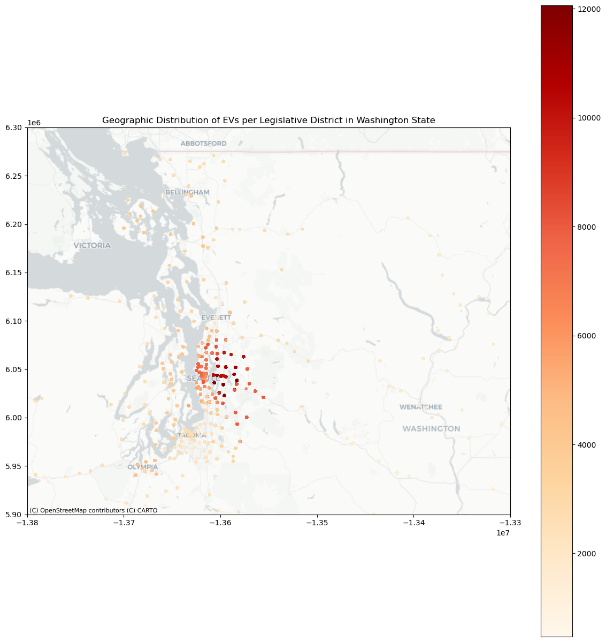 Geographic Distribution of EVs per Legislative District in Washington State
1e6
6.30
6.25
6.20
6.15
6.10
6.05
6.00
5.95
5.90
ABBOTSFORD
BELLINGHAM
VICTORIA
EVERETT
TACOMA
OLYMPIA
WENATCHEE
WASHINGTON
(C) OpenStreetMap contributors (C) CARTO
−1.38
−1.37
−1.36
−1.35
−1.34
−1.33
1e7
12000
10000
8000
6000
4000
2000